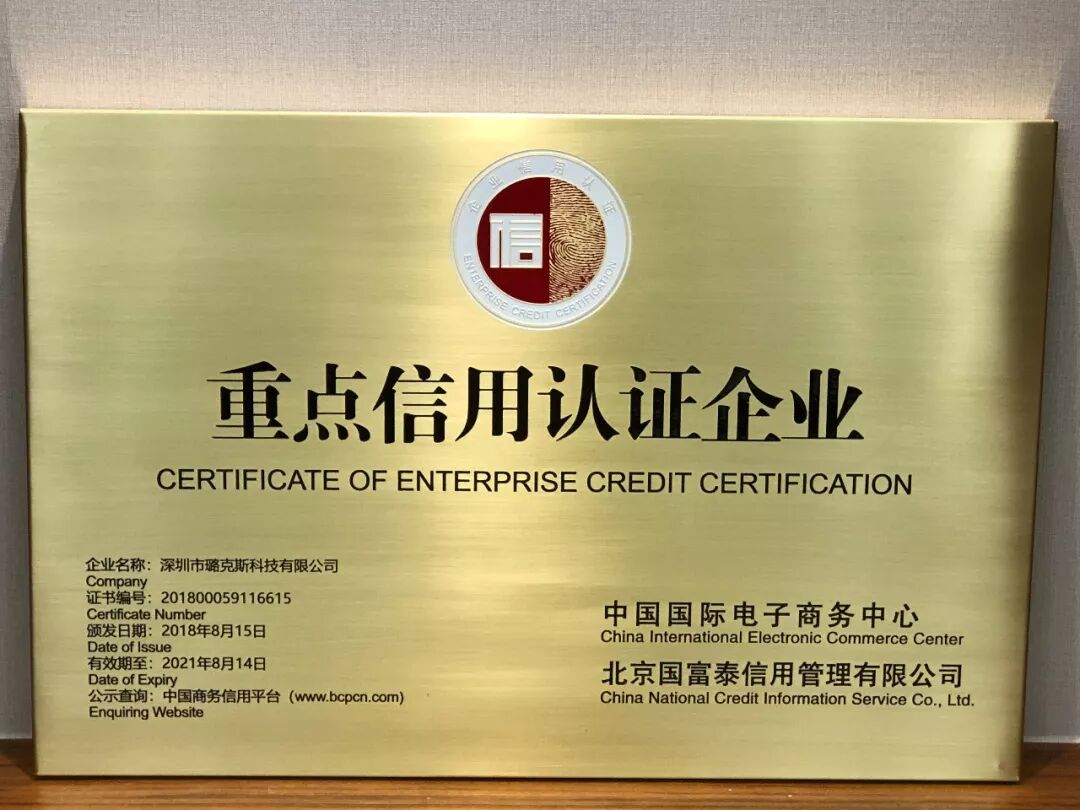 企业信用认证
信
ENTERPRISE CREDIT CERTIFICATION
重点信用认证企业
CERTIFICATE OF ENTERPRISE CREDIT CERTIFICATION
企业名称：深圳市璐克斯科技有限公司
Company
证书编号：201800059116615
Certificate Number
颁发日期：2018年8月15日
Date of Issue
有效期至：2021年8月14日
Date of Expiry
公示查询：中国商务信用平台（www.bcpcn.com)
Enquiring Website
中国国际电子商务中心
China International Electronic Commerce Center
北京国富泰信用管理有限公司
China National Credit Information Service Co., Ltd.